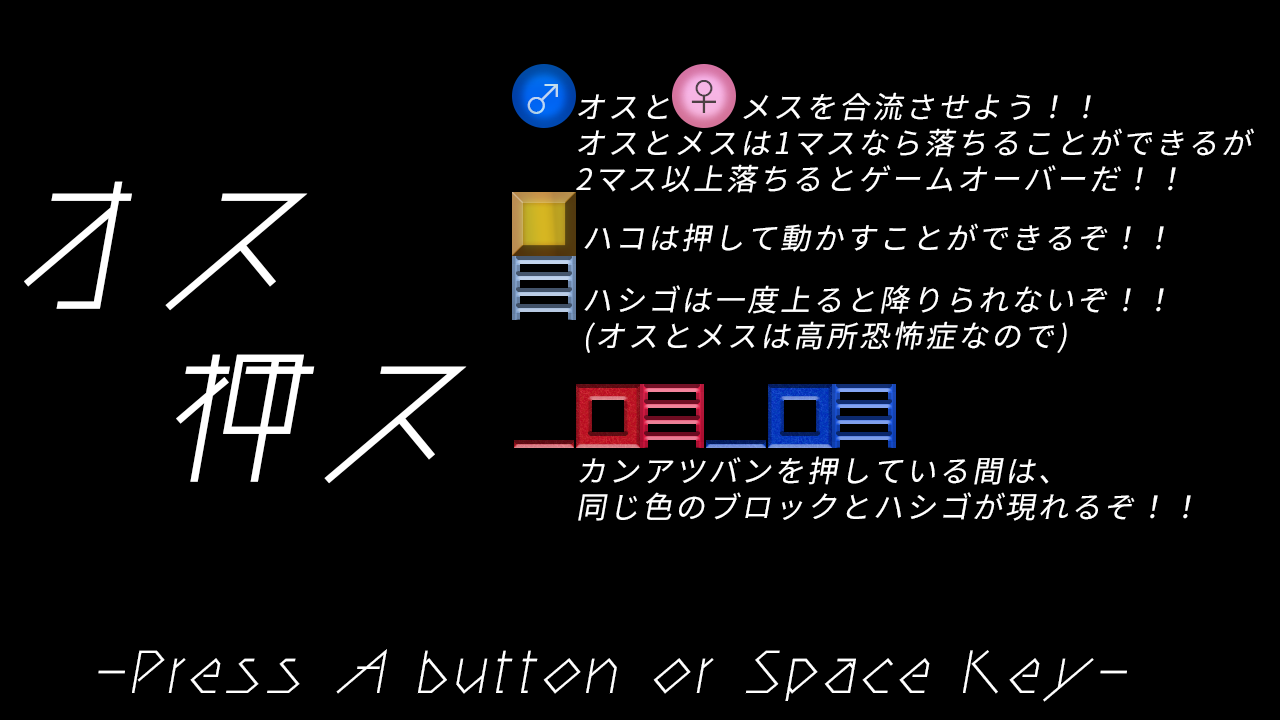 オス
押ス
♂オスと♀メスを合流させよう！！
オスとメスは1マスなら落ちることができるが
2マス以上落ちるとゲームオーバーだ！！
ハコは押して動かすことができるぞ！！
ハシゴは一度上ると降りられないぞ！！
(オスとメスは高所恐怖症なので)
カンアツバンを押している間は、
同じ色のブロックとハシゴが現れるぞ！！
-Press A button or Space Key-